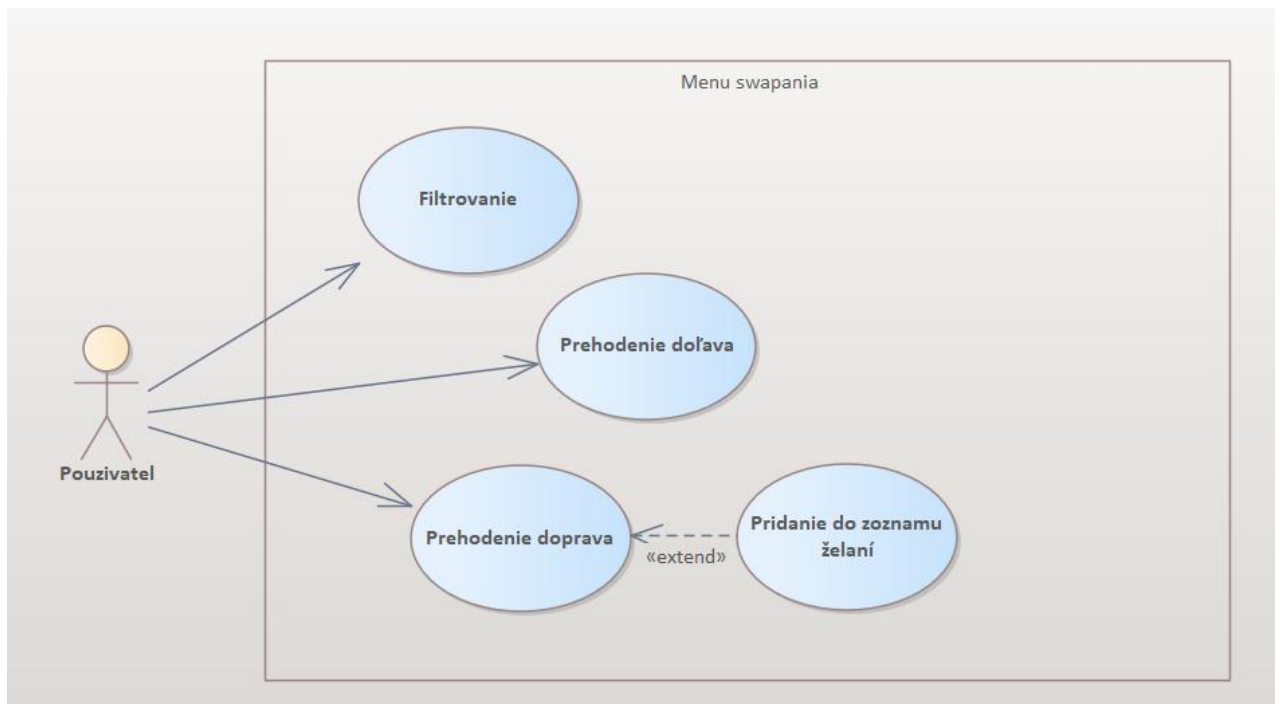 Menu swapania
Filtrovanie
Prehodenie doľava
Pouzivatel
Prehodenie doprava
«extend»
Pridanie do zoznamu
želaní